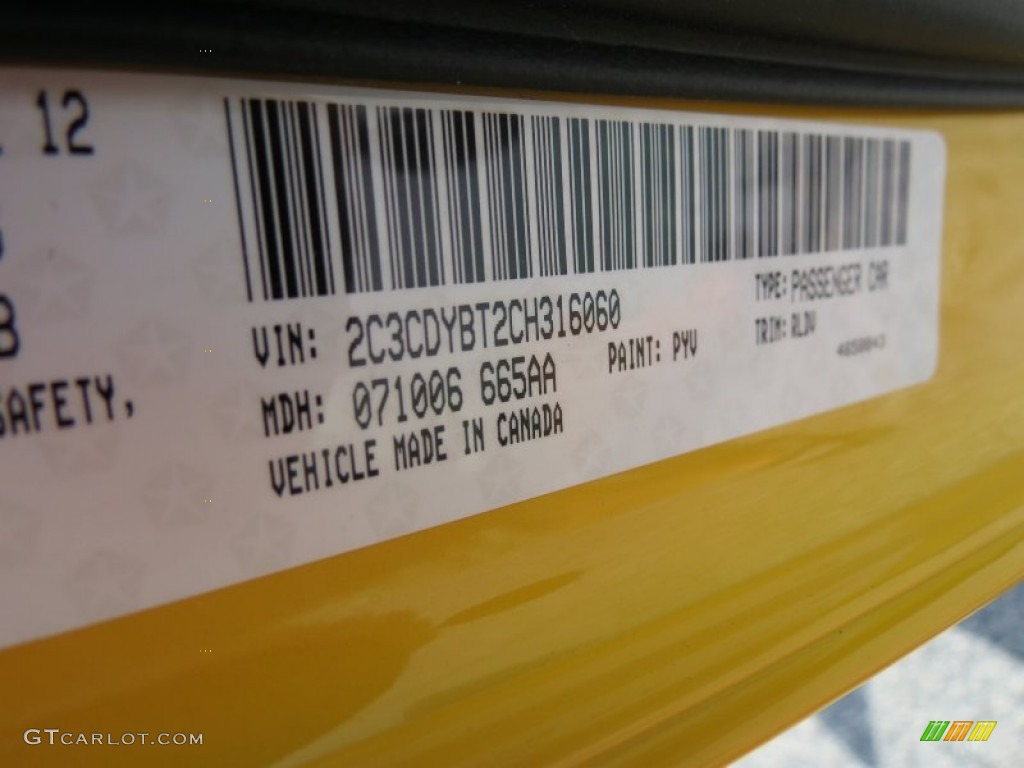 12
B
SAFETY,
VIN: 2C3CDYBT2CH316060
MDH: 071006 665AA
VEHICLE MADE IN CANADA
PAINT: PYV
TYPE: PASSENGER CAR
TRIM: RLDV
GTCARLOT.COM